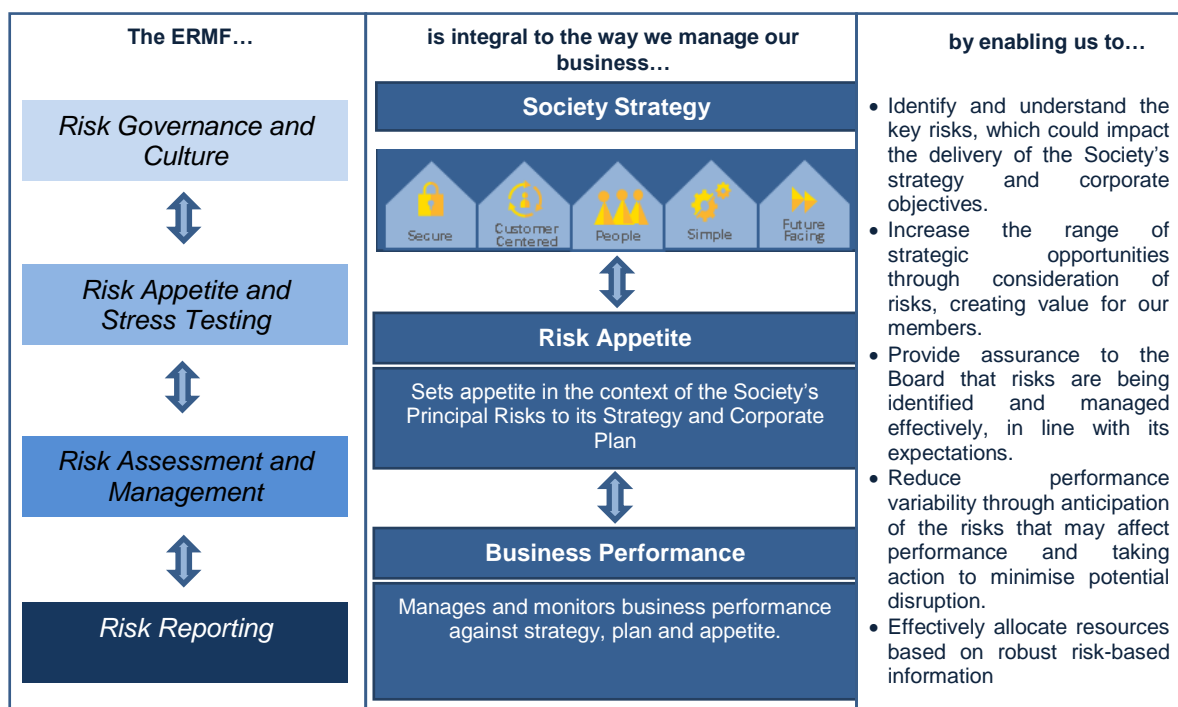 The ERMF…
Risk Governance and
Culture
Risk Appetite and
Stress Testing
Risk Assessment and
Management
Risk Reporting
is integral to the way we manage our
business…
Society Strategy
Secure
Customer
Centered
People
Simple
Future
Facing
Risk Appetite
Sets appetite in the context of the Society’s
Principal Risks to its Strategy and Corporate
Plan
Business Performance
Manages and monitors business performance
against strategy, plan and appetite.
by enabling us to…
• Identify and understand the
key risks, which could impact
the delivery of the Society’s
strategy and corporate
objectives.
• Increase the range of
strategic opportunities
through consideration of
risks, creating value for our
members.
• Provide assurance to the
Board that risks are being
identified and managed
effectively, in line with its
expectations.
• Reduce performance
variability through anticipation
of the risks that may affect
performance and taking
action to minimise potential
disruption.
• Effectively allocate resources
based on robust risk-based
information